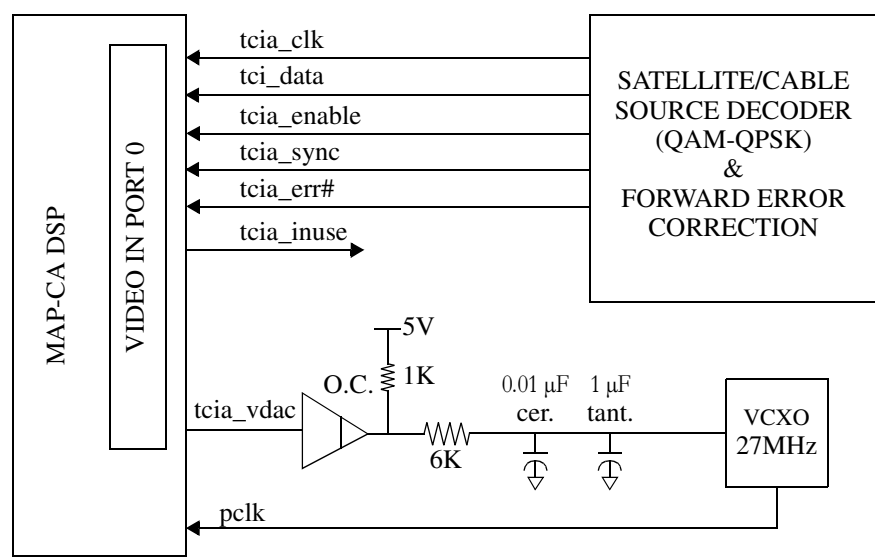 tcia_clk
tci_data
tcia_enable
tcia_sync
tcia_err#
tcia_inuse
SATELLITE/CABLE
SOURCE DECODER
(QAM-QPSK)
&
FORWARD ERROR
CORRECTION
MAP-CA DSP
VIDEO IN PORT 0
5V
O.C.
1K
tcia_vdac
6K
0.01 μF
cer.
1 μF
tant.
VCXO
27MHz
pclk